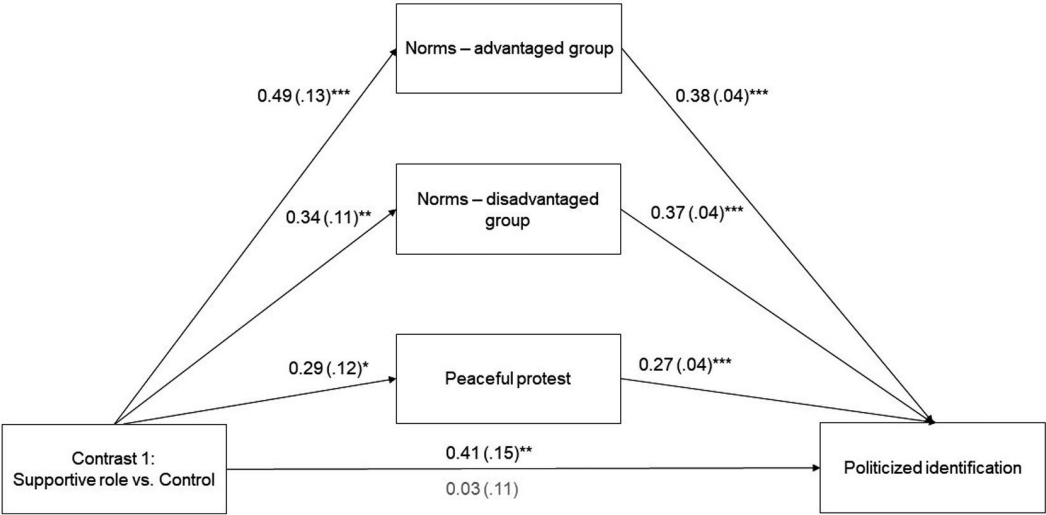 Norms – advantaged group
0.49 (.13)***
0.38 (.04)***
Norms – disadvantaged
group
0.34 (.11)**
0.37 (.04)***
Peaceful protest
0.29 (.12)*
0.27 (.04)***
Contrast 1:
Supportive role vs. Control
0.41 (.15)**
0.03 (.11)
Politicized identification